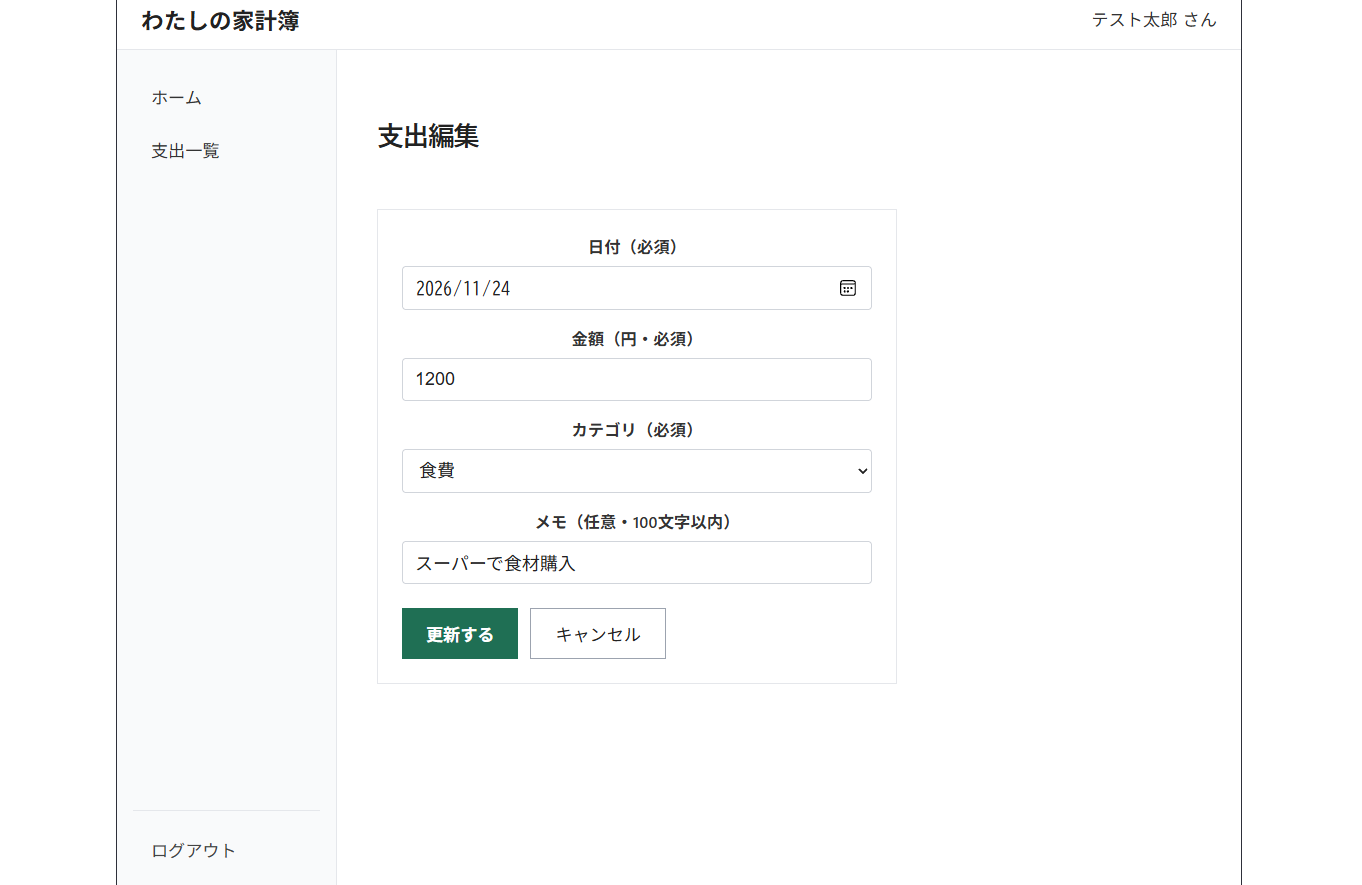 わたしの家計簿
テスト太郎 さん
ホーム
支出一覧
ログアウト
支出編集
日付（必須）
2026/11/24
金額（円・必須）
1200
カテゴリ（必須）
食費
メモ（任意・100文字以内）
スーパーで食材購入
更新する
キャンセル